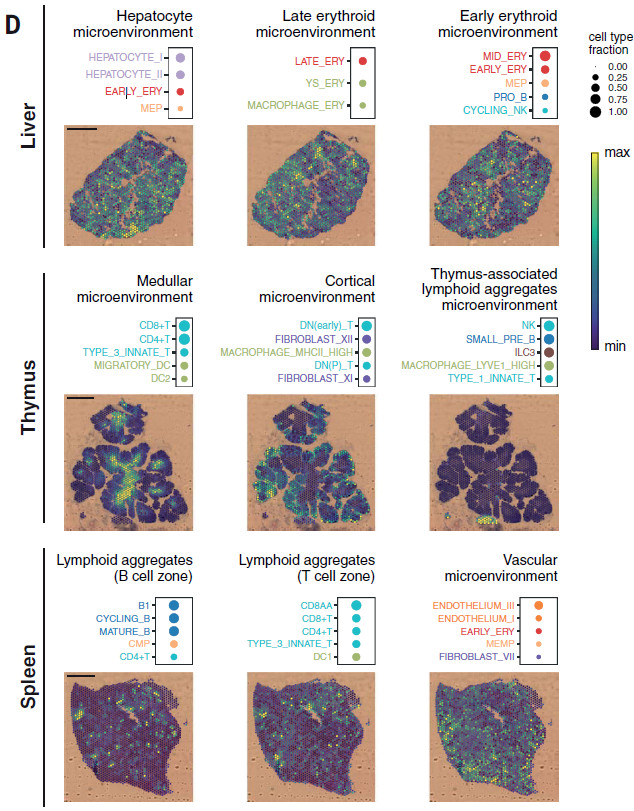 D
Hepatocyte
microenvironment
HEPATOCYTE_I
HEPATOCYTE_II
EARLY_ERY
MEP
Late erythroid
microenvironment
LATE_ERY
YS_ERY
MACROPHAGE_ERY
Early erythroid
microenvironment
MID_ERY
EARLY_ERY
MEP
PRO_B
CYCLING_NK
cell type
fraction
0.00
0.25
0.50
0.75
1.00
max
min
Liver
Medullar
microenvironment
CD8+T
CD4+T
TYPE_3_INNATE_T
MIGRATORY_DC
DC2
Cortical
microenvironment
DN(early)_T
FIBROBLAST_XII
MACROPHAGE_MHCII_HIGH
DN(P)_T
FIBROBLAST_XI
Thymus-associated
lymphoid aggregates
microenvironment
NK
SMALL_PRE_B
ILC3
MACROPHAGE_LYVE1_HIGH
TYPE_1_INNATE_T
Thymus
Lymphoid aggregates
(B cell zone)
B1
CYCLING_B
MATURE_B
CMP
CD4+T
Lymphoid aggregates
(T cell zone)
CD8AA
CD8+T
CD4+T
TYPE_3_INNATE_T
DC1
Vascular
microenvironment
ENDOTHELIUM_III
ENDOTHELIUM_I
EARLY_ERY
MEMP
FIBROBLAST_VII
Spleen